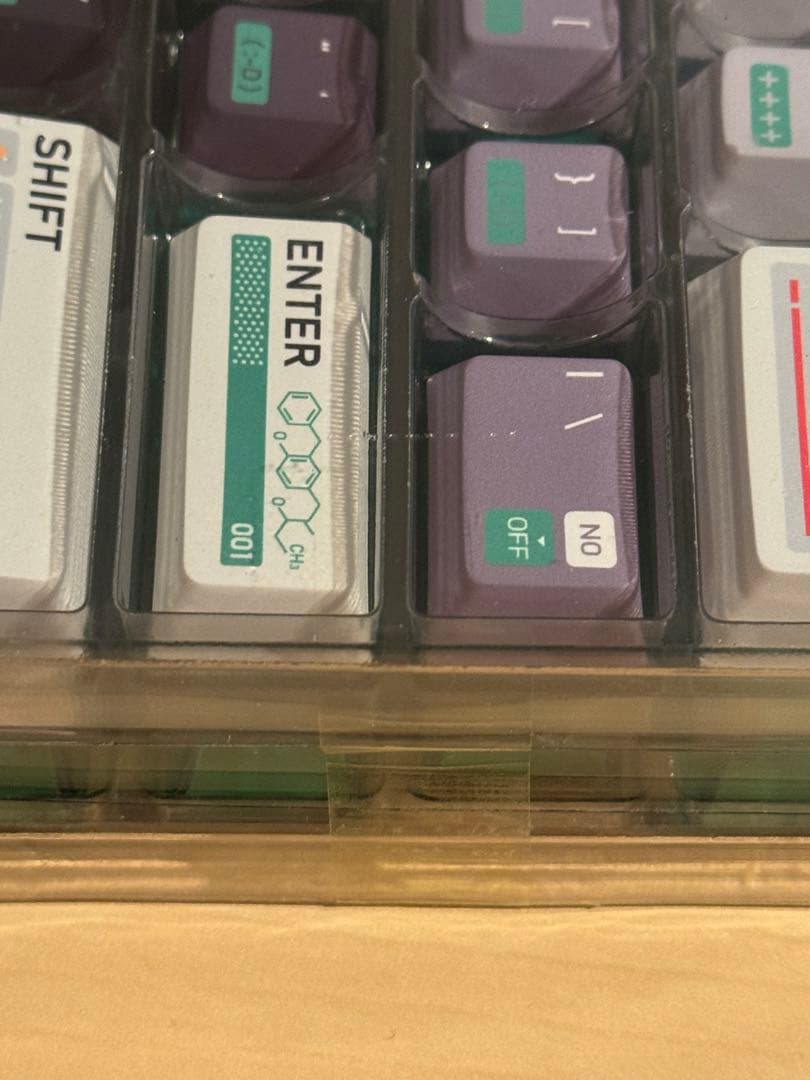 ++++
[
}
]
|
\
NO
OFF
"
'
(:-D)
ENTER
O
O
CH₃
001
SHIFT